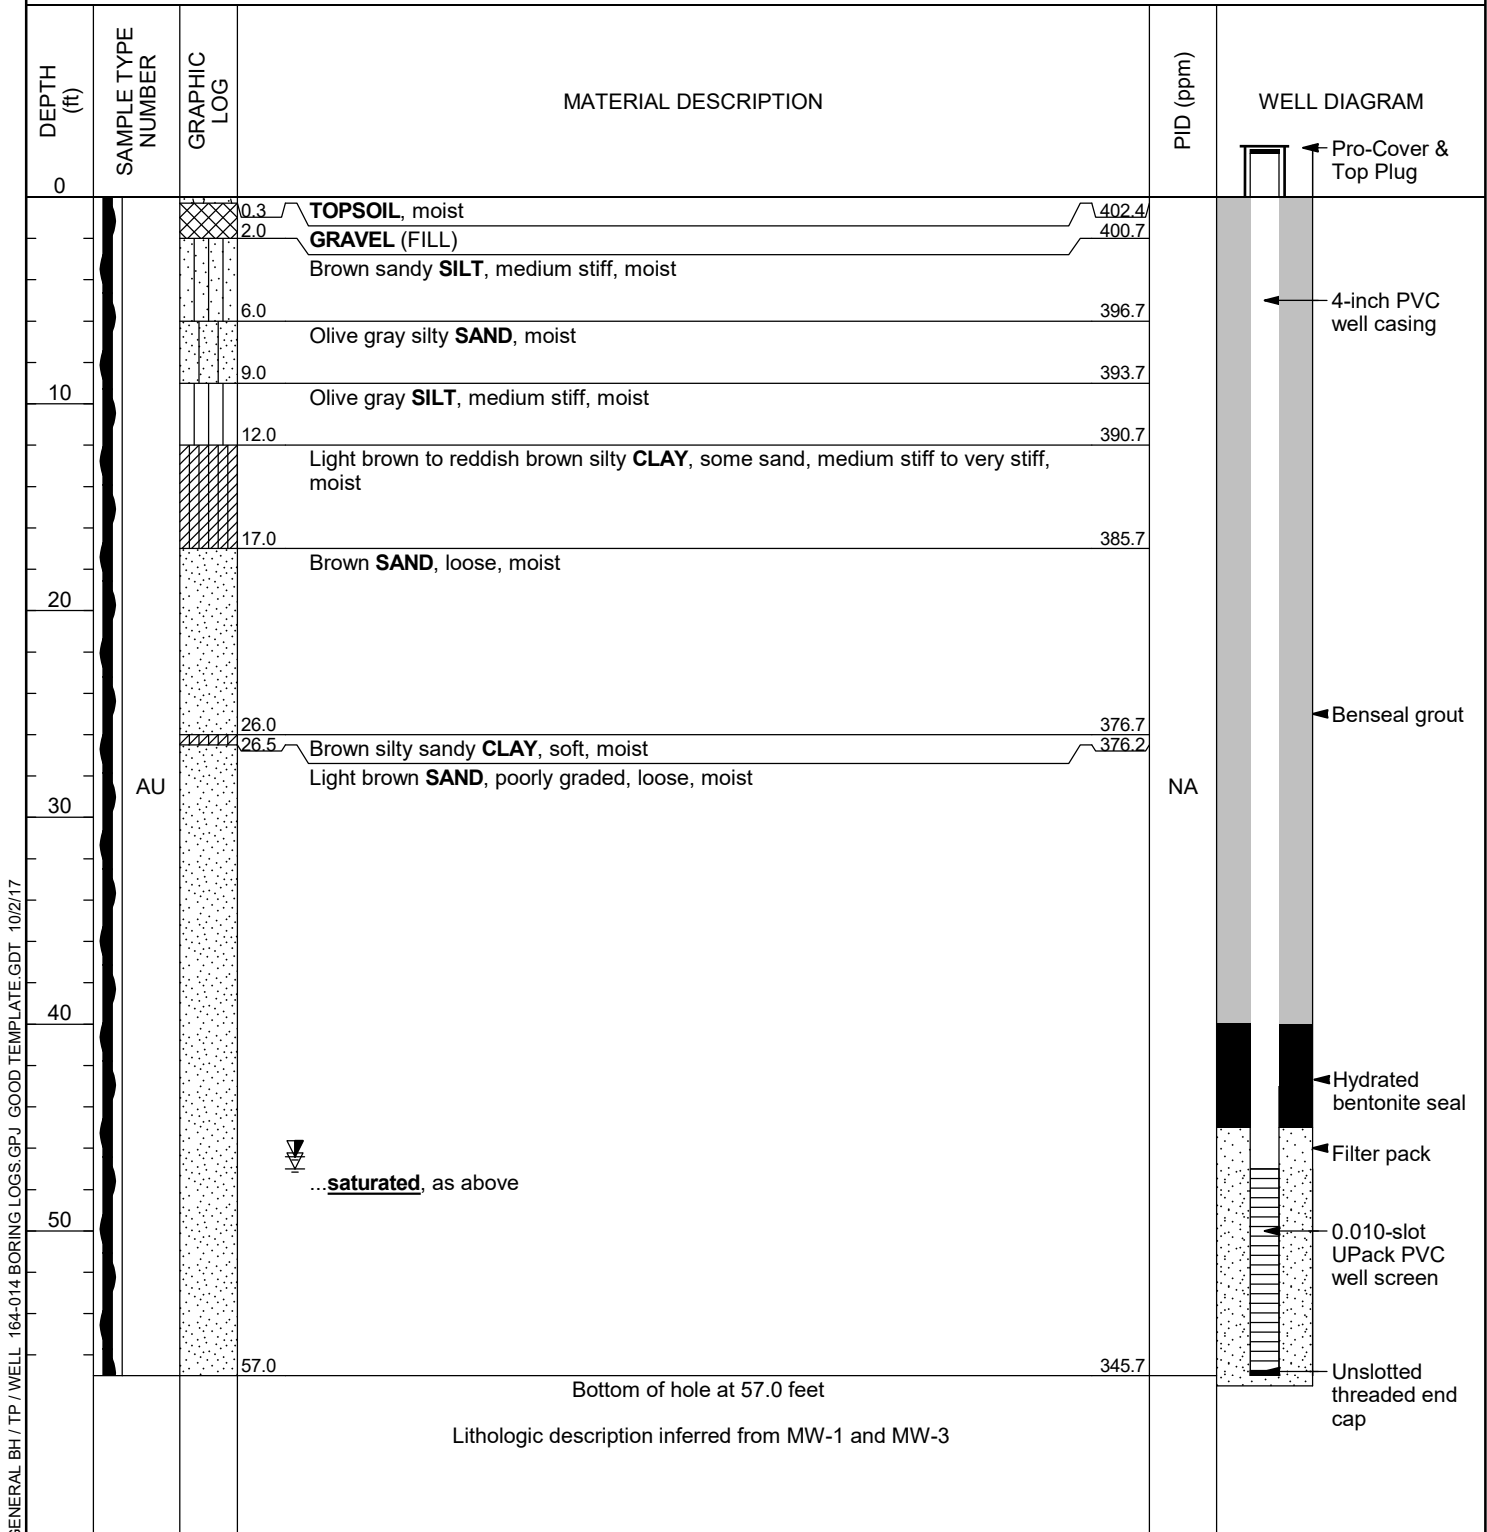 DEPTH
(ft)
SAMPLE TYPE
NUMBER
GRAPHIC
LOG
MATERIAL DESCRIPTION
PID (ppm)
WELL DIAGRAM
Pro-Cover &
Top Plug
0
0.3 TOPSOIL, moist 402.4
2.0 400.7
GRAVEL (FILL)
Brown sandy SILT, medium stiff, moist
4-inch PVC
well casing
6.0 396.7
Olive gray silty SAND, moist
9.0 393.7
10
Olive gray SILT, medium stiff, moist
12.0 390.7
Light brown to reddish brown silty CLAY, some sand, medium stiff to very stiff,
moist
17.0 385.7
Brown SAND, loose, moist
20
26.0 376.7
Benseal grout
26.5 Brown silty sandy CLAY, soft, moist 376.2
Light brown SAND, poorly graded, loose, moist
AU
NA
30
40
Hydrated
bentonite seal
Filter pack
...saturated, as above
50
0.010-slot
UPack PVC
well screen
57.0 345.7
Unslotted
threaded end
cap
Bottom of hole at 57.0 feet
Lithologic description inferred from MW-1 and MW-3
GENERAL BH / TP / WELL 164-014 BORING LOGS.GPJ GOOD TEMPLATE.GDT 10/2/17